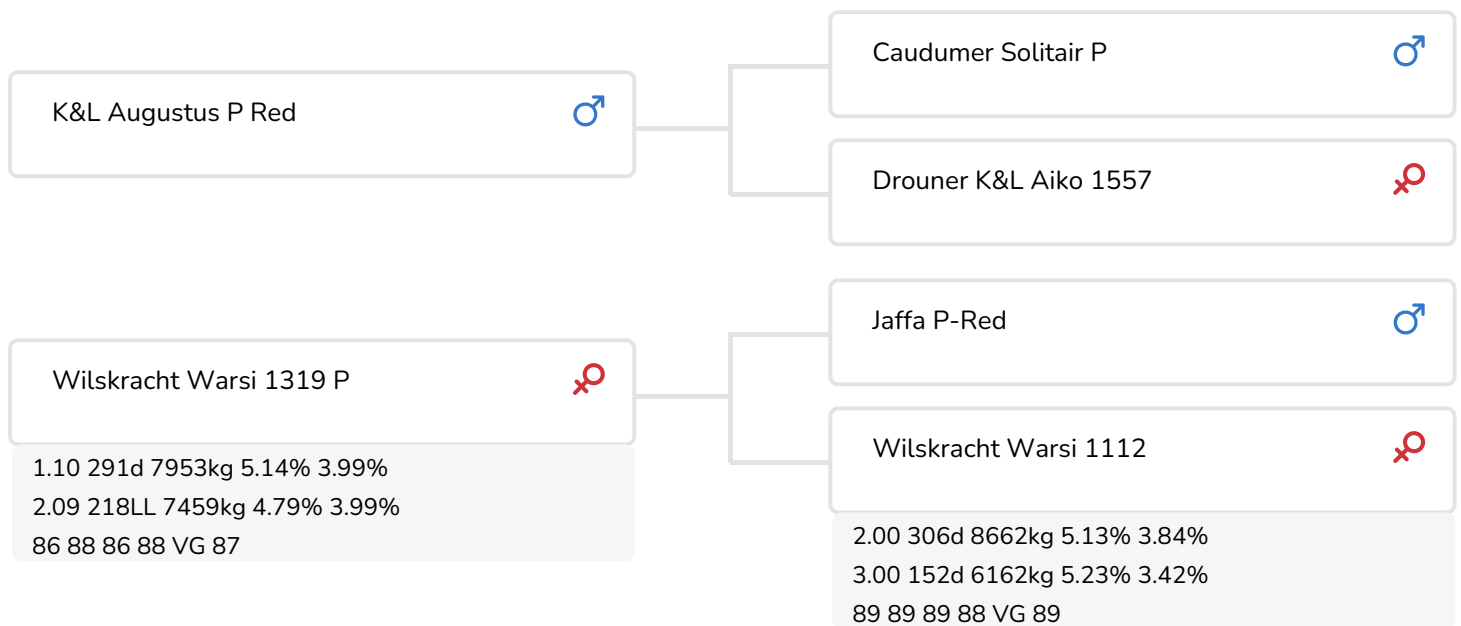 K&L Augustus P Red
Caudumer Solitair P
Drouner K&L Aiko 1557
Wilskracht Warsi 1319 P
1.10 291d 7953kg 5.14% 3.99%
2.09 218LL 7459kg 4.79% 3.99%
86 88 86 88 VG 87
Jaffa P-Red
Wilskracht Warsi 1112
2.00 306d 8662kg 5.13% 3.84%
3.00 152d 6162kg 5.23% 3.42%
89 89 89 88 VG 89